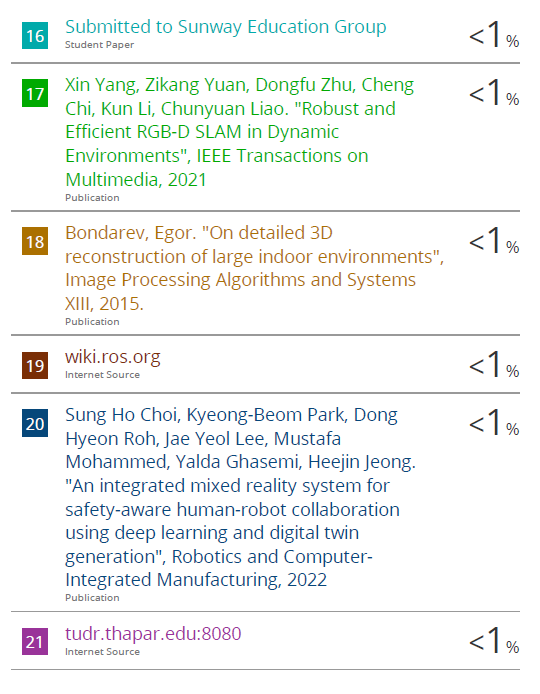 16 Submitted to Sunway Education Group <1%
Student Paper
17 Xin Yang, Zikang Yuan, Dongfu Zhu, Cheng <1%
Chi, Kun Li, Chunyuan Liao. "Robust and
Efficient RGB-D SLAM in Dynamic
Environments", IEEE Transactions on
Multimedia, 2021
Publication
18 Bondarev, Egor. "On detailed 3D <1%
reconstruction of large indoor environments",
Image Processing Algorithms and Systems
XIII, 2015.
Publication
19 wiki.ros.org <1%
Internet Source
20 Sung Ho Choi, Kyeong-Beom Park, Dong <1%
Hyeon Roh, Jae Yeol Lee, Mustafa
Mohammed, Yalda Ghasemi, Heejin Jeong.
"An integrated mixed reality system for
safety-aware human-robot collaboration
using deep learning and digital twin
generation", Robotics and Computer-
Integrated Manufacturing, 2022
Publication
21 tudr.thapar.edu:8080 <1%
Internet Source